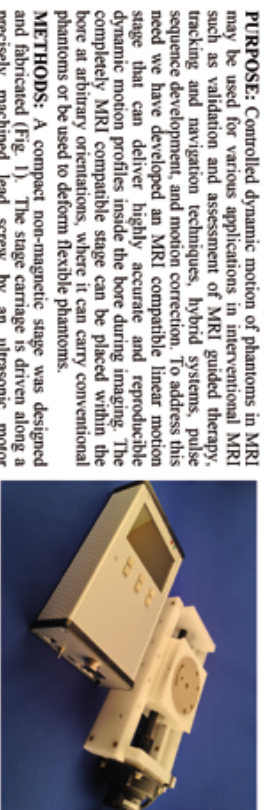 PURPOSE: Controlled dynamic motion of phantoms in MRI
may be used for various applications in interventional MRI
such as validation and assessment of MRI guided therapy,
tracking and navigation techniques, hybrid systems, pulse
sequence development, and motion correction. To address this
need we have developed an MRI compatible linear motion
stage that can deliver highly accurate and reproducible
dynamic motion profiles inside the bore during imaging. The
completely MRI compatible stage can be placed within the
bore at arbitrary orientations, where it can carry conventional
phantoms or be used to deform flexible phantoms.
METHODS: A compact non-magnetic stage was designed
and fabricated (Fig. 1). The stage carriage is driven along a
precisely machined lead screw by an ultrasonic motor